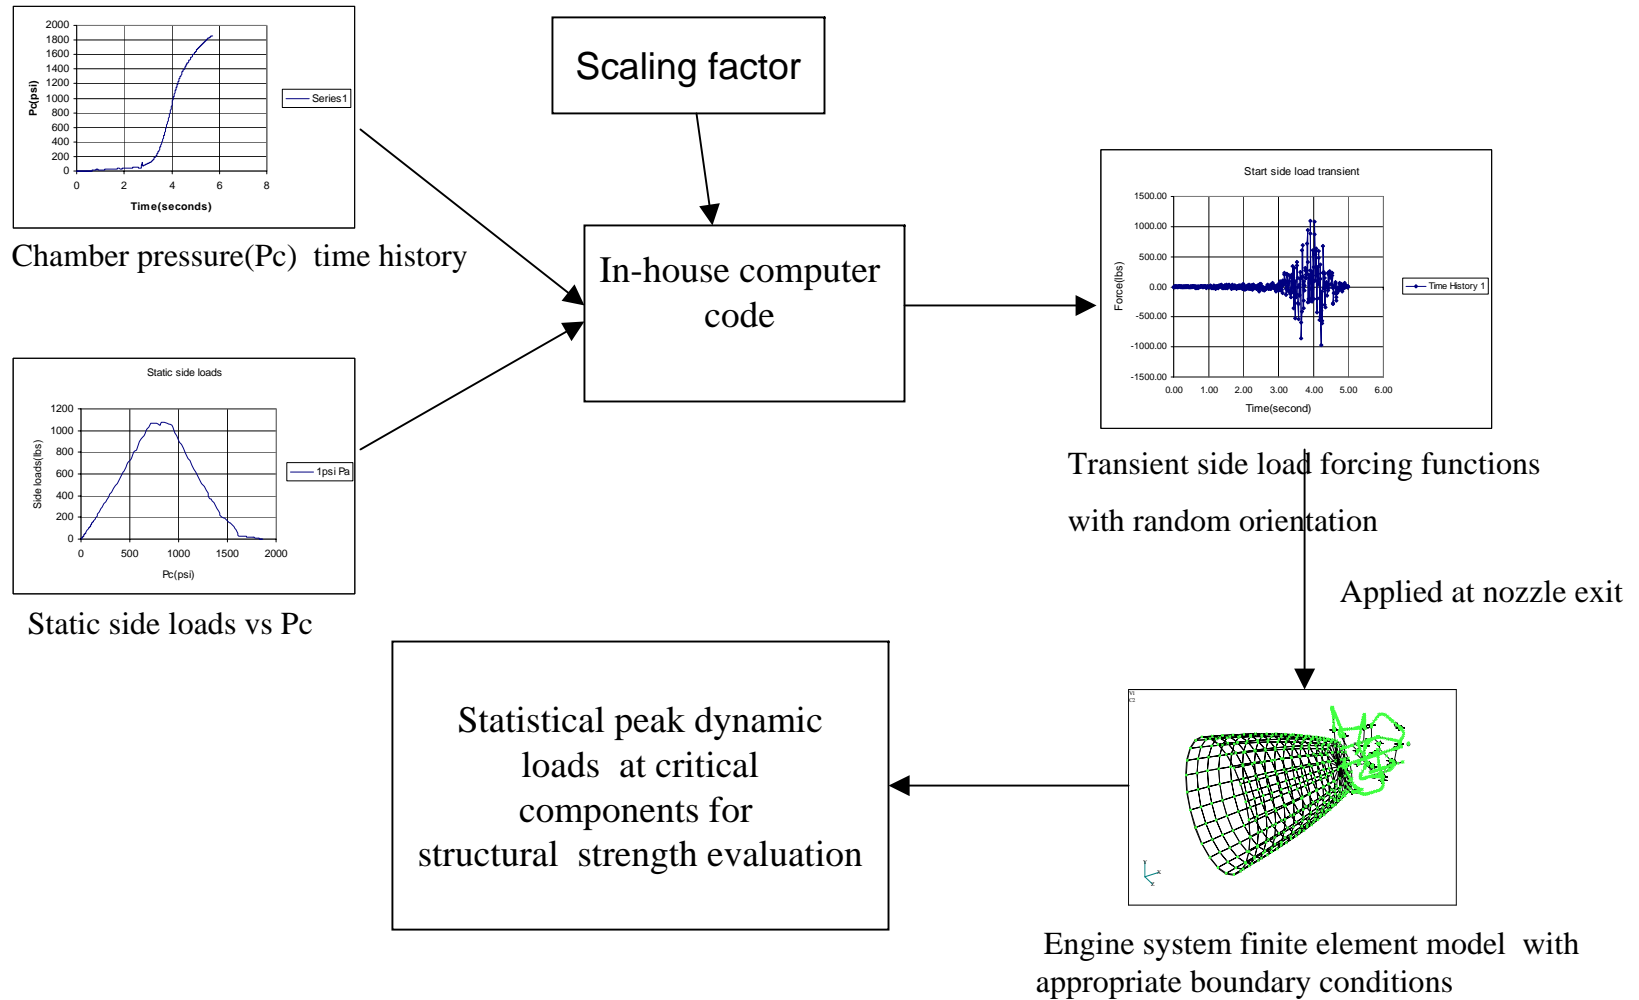 2000
1800
1600
1400
1200
1000
800
600
400
200
0
Pc(psi)
0 2 4 6 8
Time(seconds)
Series1
Chamber pressure(Pc) time history
Scaling factor
In-house computer
code
Static side loads
1200
1000
800
600
400
200
0
Side loads(lbs)
0 500 1000 1500 2000
Pc(psi)
1psi Pa
Static side loads vs Pc
Start side load transient
1500.00
1000.00
500.00
0.00
-500.00
-1000.00
-1500.00
Force(lbs)
0.00 1.00 2.00 3.00 4.00 5.00 6.00
Time(second)
Time History 1
Transient side load forcing functions
with random orientation
Applied at nozzle exit
V1
C2
Engine system finite element model with
appropriate boundary conditions
Statistical peak dynamic
loads at critical
components for
structural strength evaluation